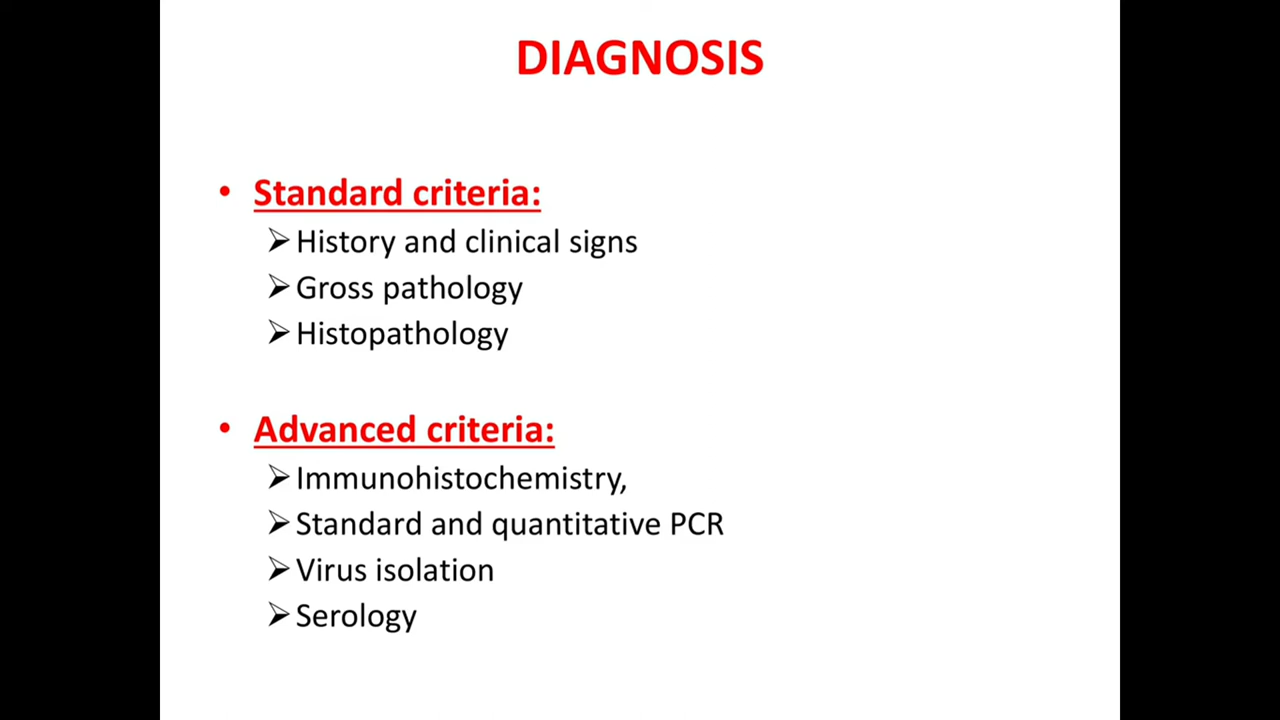 DIAGNOSIS
• Standard criteria:
➢ History and clinical signs
➢ Gross pathology
➢ Histopathology
• Advanced criteria:
➢ Immunohistochemistry,
➢ Standard and quantitative PCR
➢ Virus isolation
➢ Serology